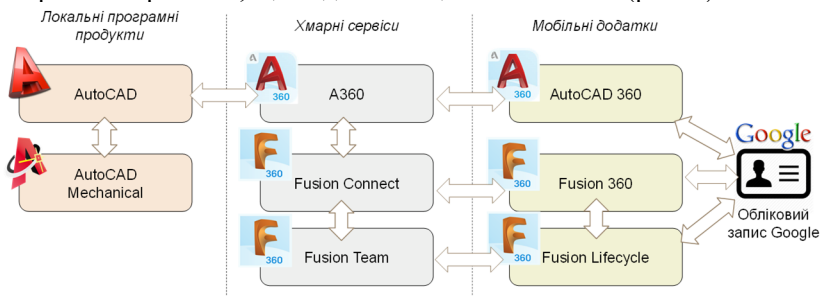 Локальні програмні
продукти
Хмарні сервіси
Мобільні додатки
AutoCAD
A
360
A360
A
360
AutoCAD 360
Google
AutoCAD
Mechanical
360
Fusion Connect
360
Fusion 360
Обліковий
запис Google
360
Fusion Team
360
Fusion Lifecycle